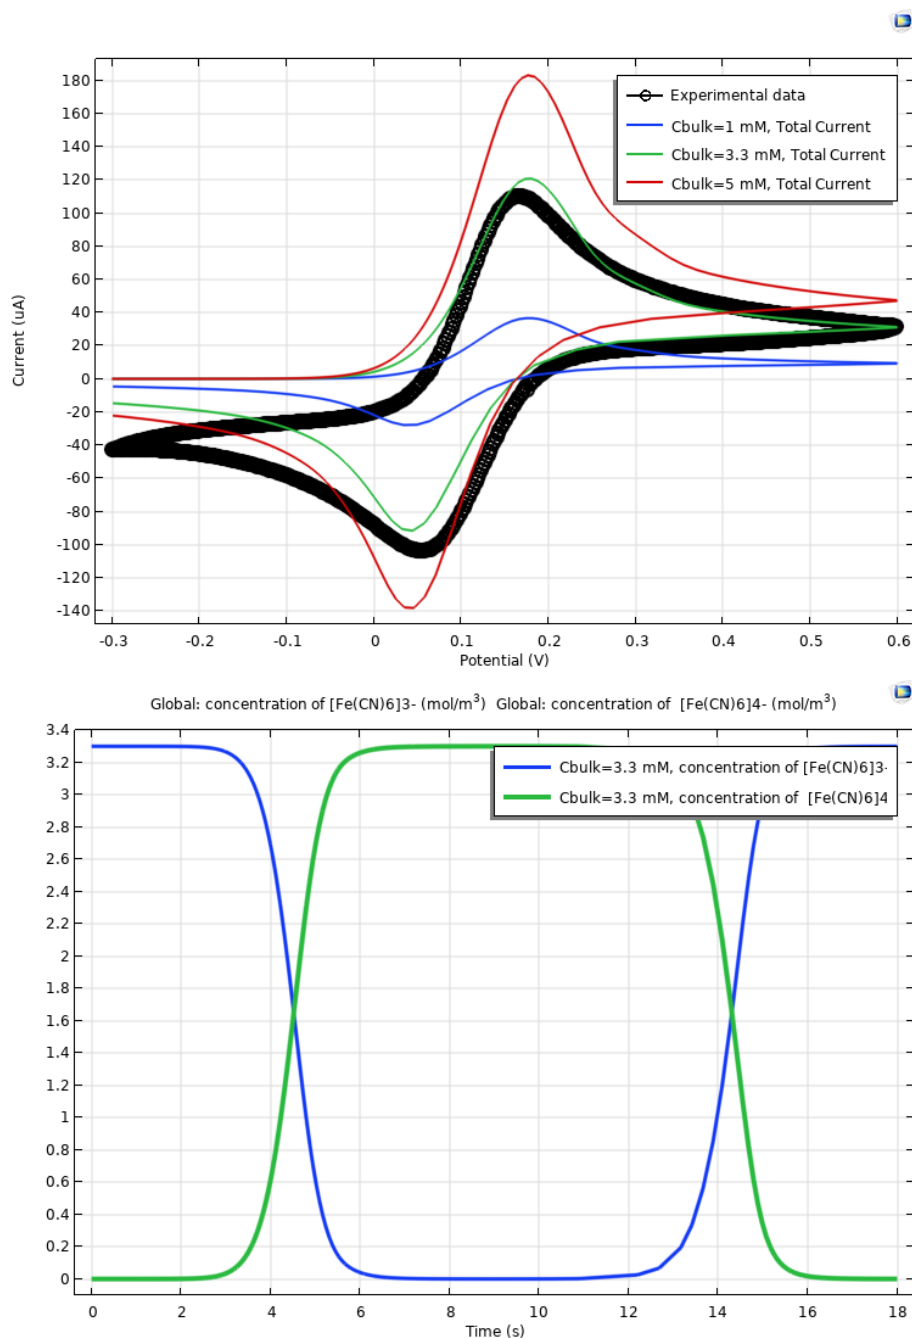 180
160
140
120
100
80
60
40
20
0
-20
-40
-60
-80
-100
-120
-140
Current (uA)
Experimental data
Cbulk=1 mM, Total Current
Cbulk=3.3 mM, Total Current
Cbulk=5 mM, Total Current
-0.3 -0.2 -0.1 0 0.1 0.2 0.3 0.4 0.5 0.6
Potential (V)
Global: concentration of [Fe(CN)6]3- (mol/m³) Global: concentration of [Fe(CN)6]4- (mol/m³)
3.4
3.2
3
2.8
2.6
2.4
2.2
2
1.8
1.6
1.4
1.2
1
0.8
0.6
0.4
0.2
0
Cbulk=3.3 mM, concentration of [Fe(CN)6]3-
Cbulk=3.3 mM, concentration of [Fe(CN)6]4
0 2 4 6 8 10 12 14 16 18
Time (s)